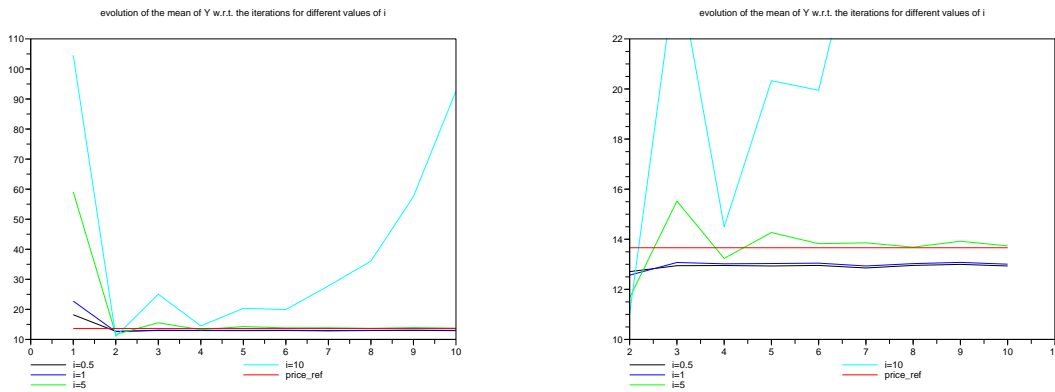 evolution of the mean of Y w.r.t. the iterations for different values of i
110
100
90
80
70
60
50
40
30
20
10
0 1 2 3 4 5 6 7 8 9 10
i=0.5
i=1
i=5
i=10
price_ref
evolution of the mean of Y w.r.t. the iterations for different values of i
22
20
18
16
14
12
10
2 3 4 5 6 7 8 9 10
i=0.5
i=1
i=5
i=10
price_ref